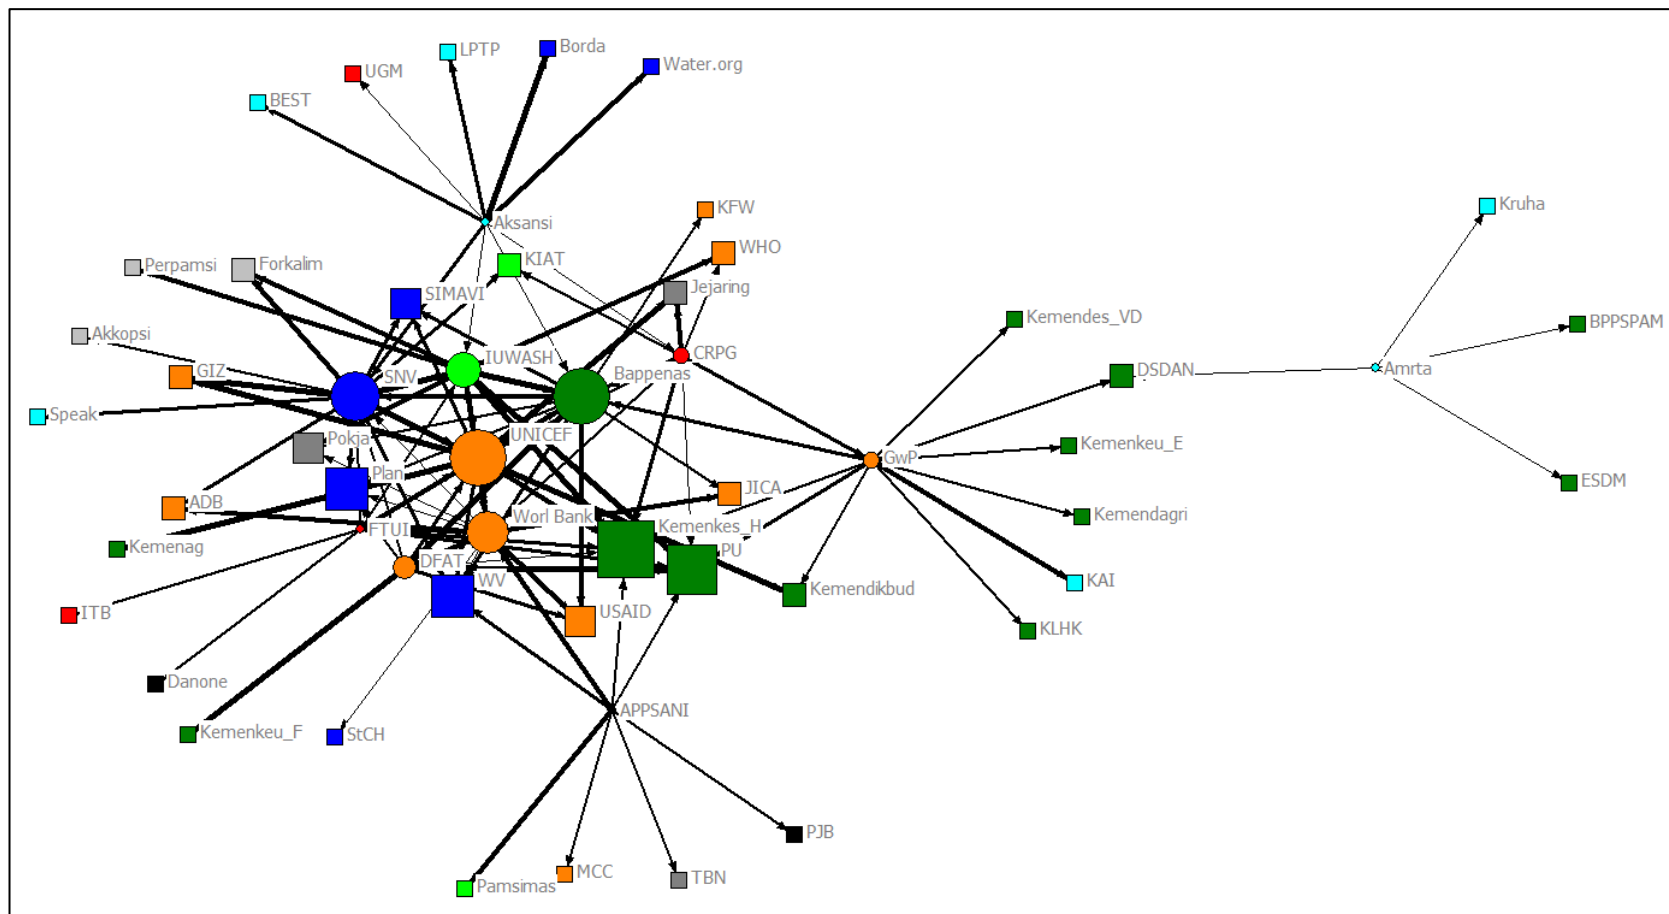 LPTP
Borda
Water.org
UGM
BEST
Kruha
KFW
Aksansi
WHO
KIAT
Perpamsi
Forkalim
Jejaring
SIMAVI
Kemendes_VD
BPPSPAM
Akkopsi
IUWASH
CRPG
GIZ
SNV
Bappenas
DSDAN
Amrta
Speak
Pokja
UNICEF
Kemenkeu_E
GwP
Plan
ESDM
JICA
ADB
Worl Bank
Kemendagri
Kemenkes_H
FTUI
Kemenag
PU
DFAT
WV
KAI
Kemendikbud
ITB
USAID
KLHK
Danone
APPSANI
Kemenkeu_F
StCH
PJB
MCC
TBN
Pamsimas